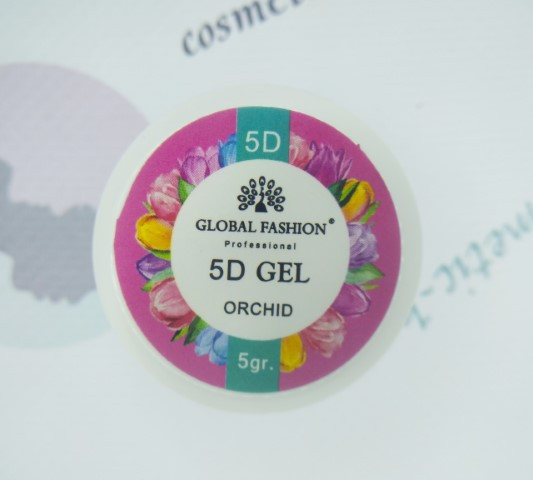 5D
GLOBAL FASHION®
Professional
5D GEL
ORCHID
5gr.